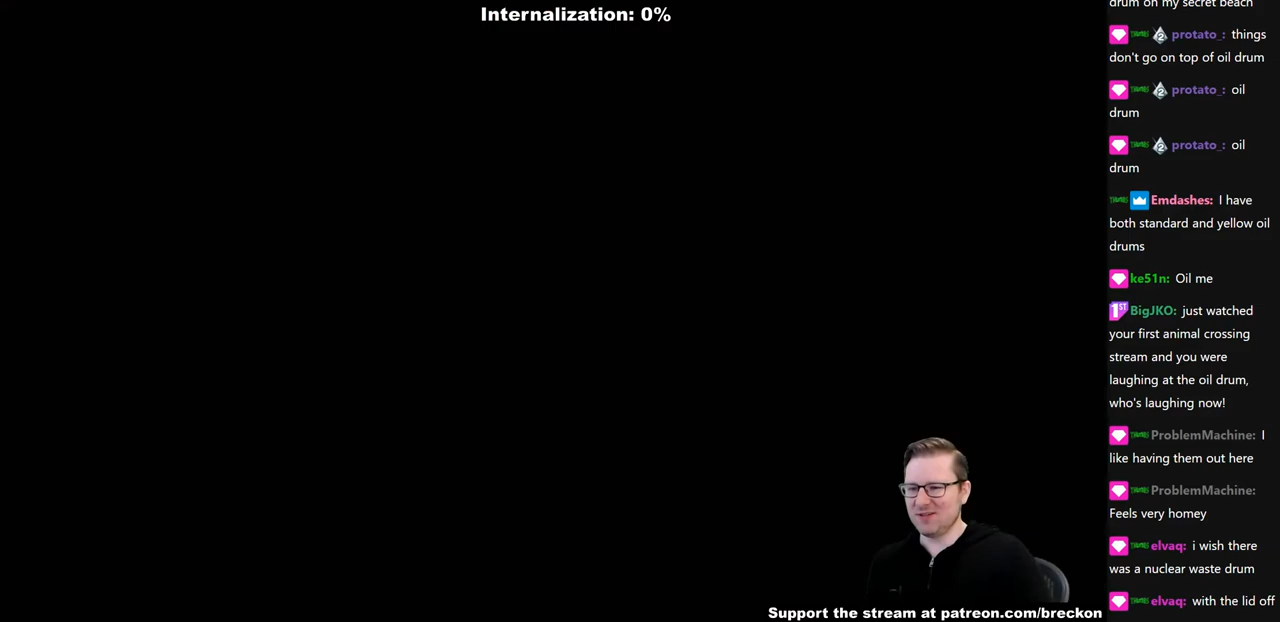 Internalization: 0%
drum on my secret beach
protato_: things
don't go on top of oil drum
protato_: oil
drum
protato_: oil
drum
Emdashes: I have
both standard and yellow oil
drums
ke51n: Oil me
1ST BigJKO: just watched
your first animal crossing
stream and you were
laughing at the oil drum,
who's laughing now!
ProblemMachine: I
like having them out here
ProblemMachine:
Feels very homey
elvaq: i wish there
was a nuclear waste drum
elvaq: with the lid off
Support the stream at patreon.com/breckon